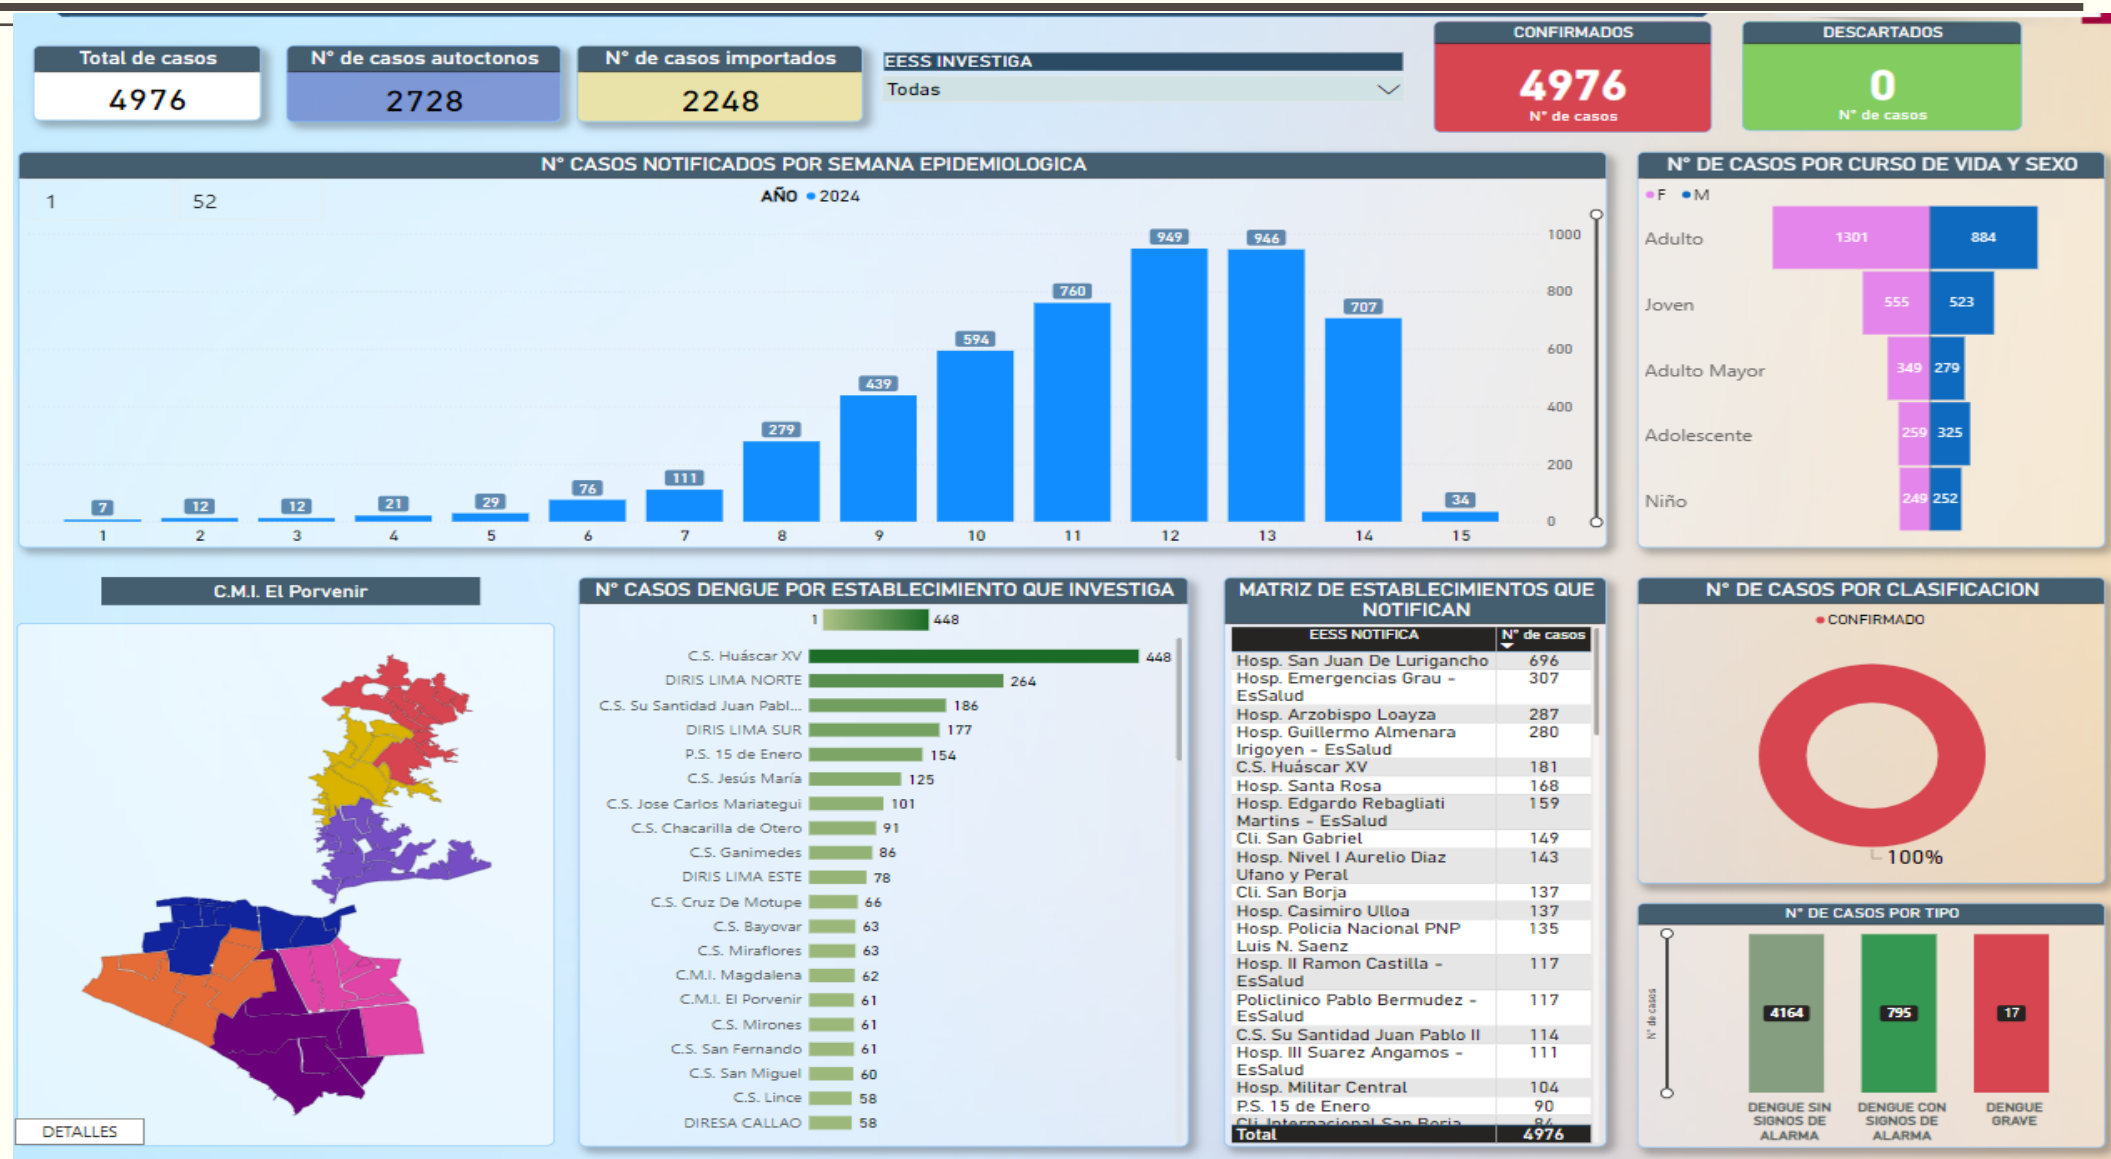 Total de casos
4976
N° de casos autoctonos
2728
N° de casos importados
2248
EESS INVESTIGA
Todas
CONFIRMADOS
4976
N° de casos
DESCARTADOS
0
N° de casos
N° CASOS NOTIFICADOS POR SEMANA EPIDEMIOLOGICA
1 52
AÑO 2024
1000
800
600
400
200
0
7
12
12
21
29
76
111
279
439
594
760
949
946
707
34
1 2 3 4 5 6 7 8 9 10 11 12 13 14 15
N° DE CASOS POR CURSO DE VIDA Y SEXO
F M
Adulto 1301 884
Joven 555 523
Adulto Mayor 349 279
Adolescente 259 325
Niño 249 252
C.M.I. El Porvenir
DETALLES
N° CASOS DENGUE POR ESTABLECIMIENTO QUE INVESTIGA
1 448
C.S. Huáscar XV 448
DIRIS LIMA NORTE 264
C.S. Su Santidad Juan Pabl... 186
DIRIS LIMA SUR 177
P.S. 15 de Enero 154
C.S. Jesús María 125
C.S. Jose Carlos Mariategui 101
C.S. Chacarilla de Otero 91
C.S. Ganimedes 86
DIRIS LIMA ESTE 78
C.S. Cruz De Motupe 66
C.S. Bayovar 63
C.S. Miraflores 63
C.M.I. Magdalena 62
C.M.I. El Porvenir 61
C.S. Mirones 61
C.S. San Fernando 61
C.S. San Miguel 60
C.S. Lince 58
DIRESA CALLAO 58
MATRIZ DE ESTABLECIMIENTOS QUE
NOTIFICAN
EESS NOTIFICA N° de casos
Hosp. San Juan De Lurigancho 696
Hosp. Emergencias Grau - 307
EsSalud
Hosp. Arzobispo Loayza 287
Hosp. Guillermo Almenara 280
Irigoyen - EsSalud
C.S. Huáscar XV 181
Hosp. Santa Rosa 168
Hosp. Edgardo Rebagliati 159
Martins - EsSalud
Cli. San Gabriel 149
Hosp. Nivel I Aurelio Diaz 143
Ufano y Peral
Cli. San Borja 137
Hosp. Casimiro Ulloa 137
Hosp. Policia Nacional PNP 135
Luis N. Saenz
Hosp. II Ramon Castilla - 117
EsSalud
Policlinico Pablo Bermudez - 117
EsSalud
C.S. Su Santidad Juan Pablo II 114
Hosp. III Suarez Angamos - 111
EsSalud
Hosp. Militar Central 104
P.S. 15 de Enero 90
Cli. Internacional San Borja 84
Total 4976
N° DE CASOS POR CLASIFICACION
CONFIRMADO
100%
N° DE CASOS POR TIPO
N° de casos
4164
795
17
DENGUE SIN
SIGNOS DE
ALARMA
DENGUE CON
SIGNOS DE
ALARMA
DENGUE
GRAVE